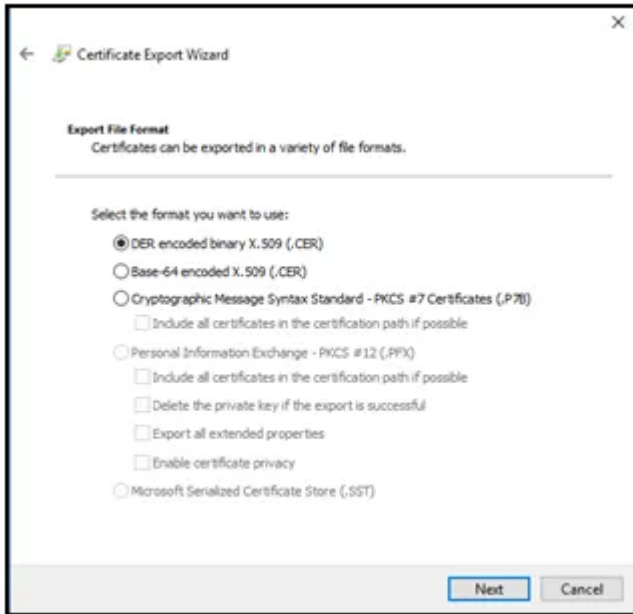 Certificate Export Wizard
Export File Format
Certificates can be exported in a variety of file formats.
Select the format you want to use:
DER encoded binary X.509 (.CER)
Base-64 encoded X.509 (.CER)
Cryptographic Message Syntax Standard - PKCS #7 Certificates (.P7B)
Include all certificates in the certification path if possible
Personal Information Exchange - PKCS #12 (.PFX)
Include all certificates in the certification path if possible
Delete the private key if the export is successful
Export all extended properties
Enable certificate privacy
Microsoft Serialized Certificate Store (.SST)
Next Cancel